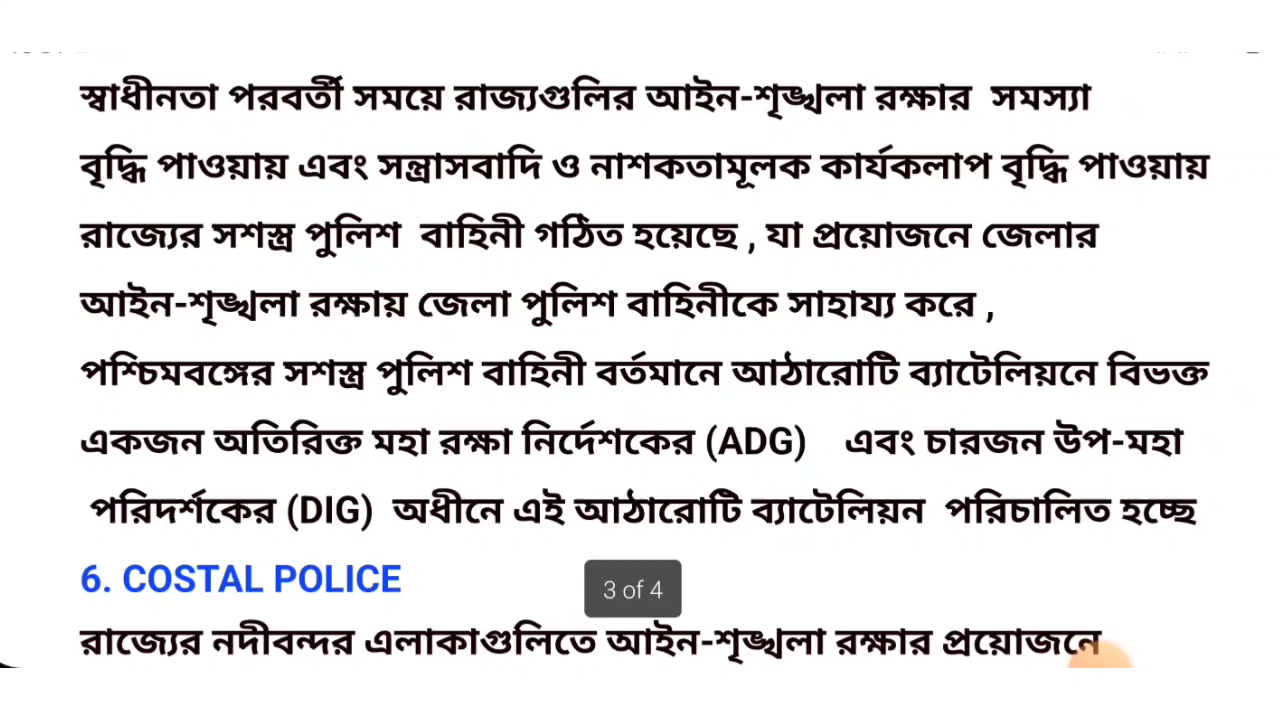 স্বাধীনতা পরবর্তী সময়ে রাজ্যগুলির আইন-শৃঙ্খলা রক্ষার সমস্যা
বৃদ্ধি পাওয়ায় এবং সন্ত্রাসবাদি ও নাশকতামূলক কার্যকলাপ বৃদ্ধি পাওয়ায়
রাজ্যের সশস্ত্র পুলিশ বাহিনী গঠিত হয়েছে , যা প্রয়োজনে জেলার
আইন-শৃঙ্খলা রক্ষায় জেলা পুলিশ বাহিনীকে সাহায্য করে ,
পশ্চিমবঙ্গের সশস্ত্র পুলিশ বাহিনী বর্তমানে আঠারোটি ব্যাটেলিয়নে বিভক্ত
একজন অতিরিক্ত মহা রক্ষা নির্দেশকের (ADG) এবং চারজন উপ-মহা
পরিদর্শকের (DIG) অধীনে এই আঠারোটি ব্যাটেলিয়ন পরিচালিত হচ্ছে
6. COSTAL POLICE
3 of 4
রাজ্যের নদীবন্দর এলাকাগুলিতে আইন-শৃঙ্খলা রক্ষার প্রয়োজনে